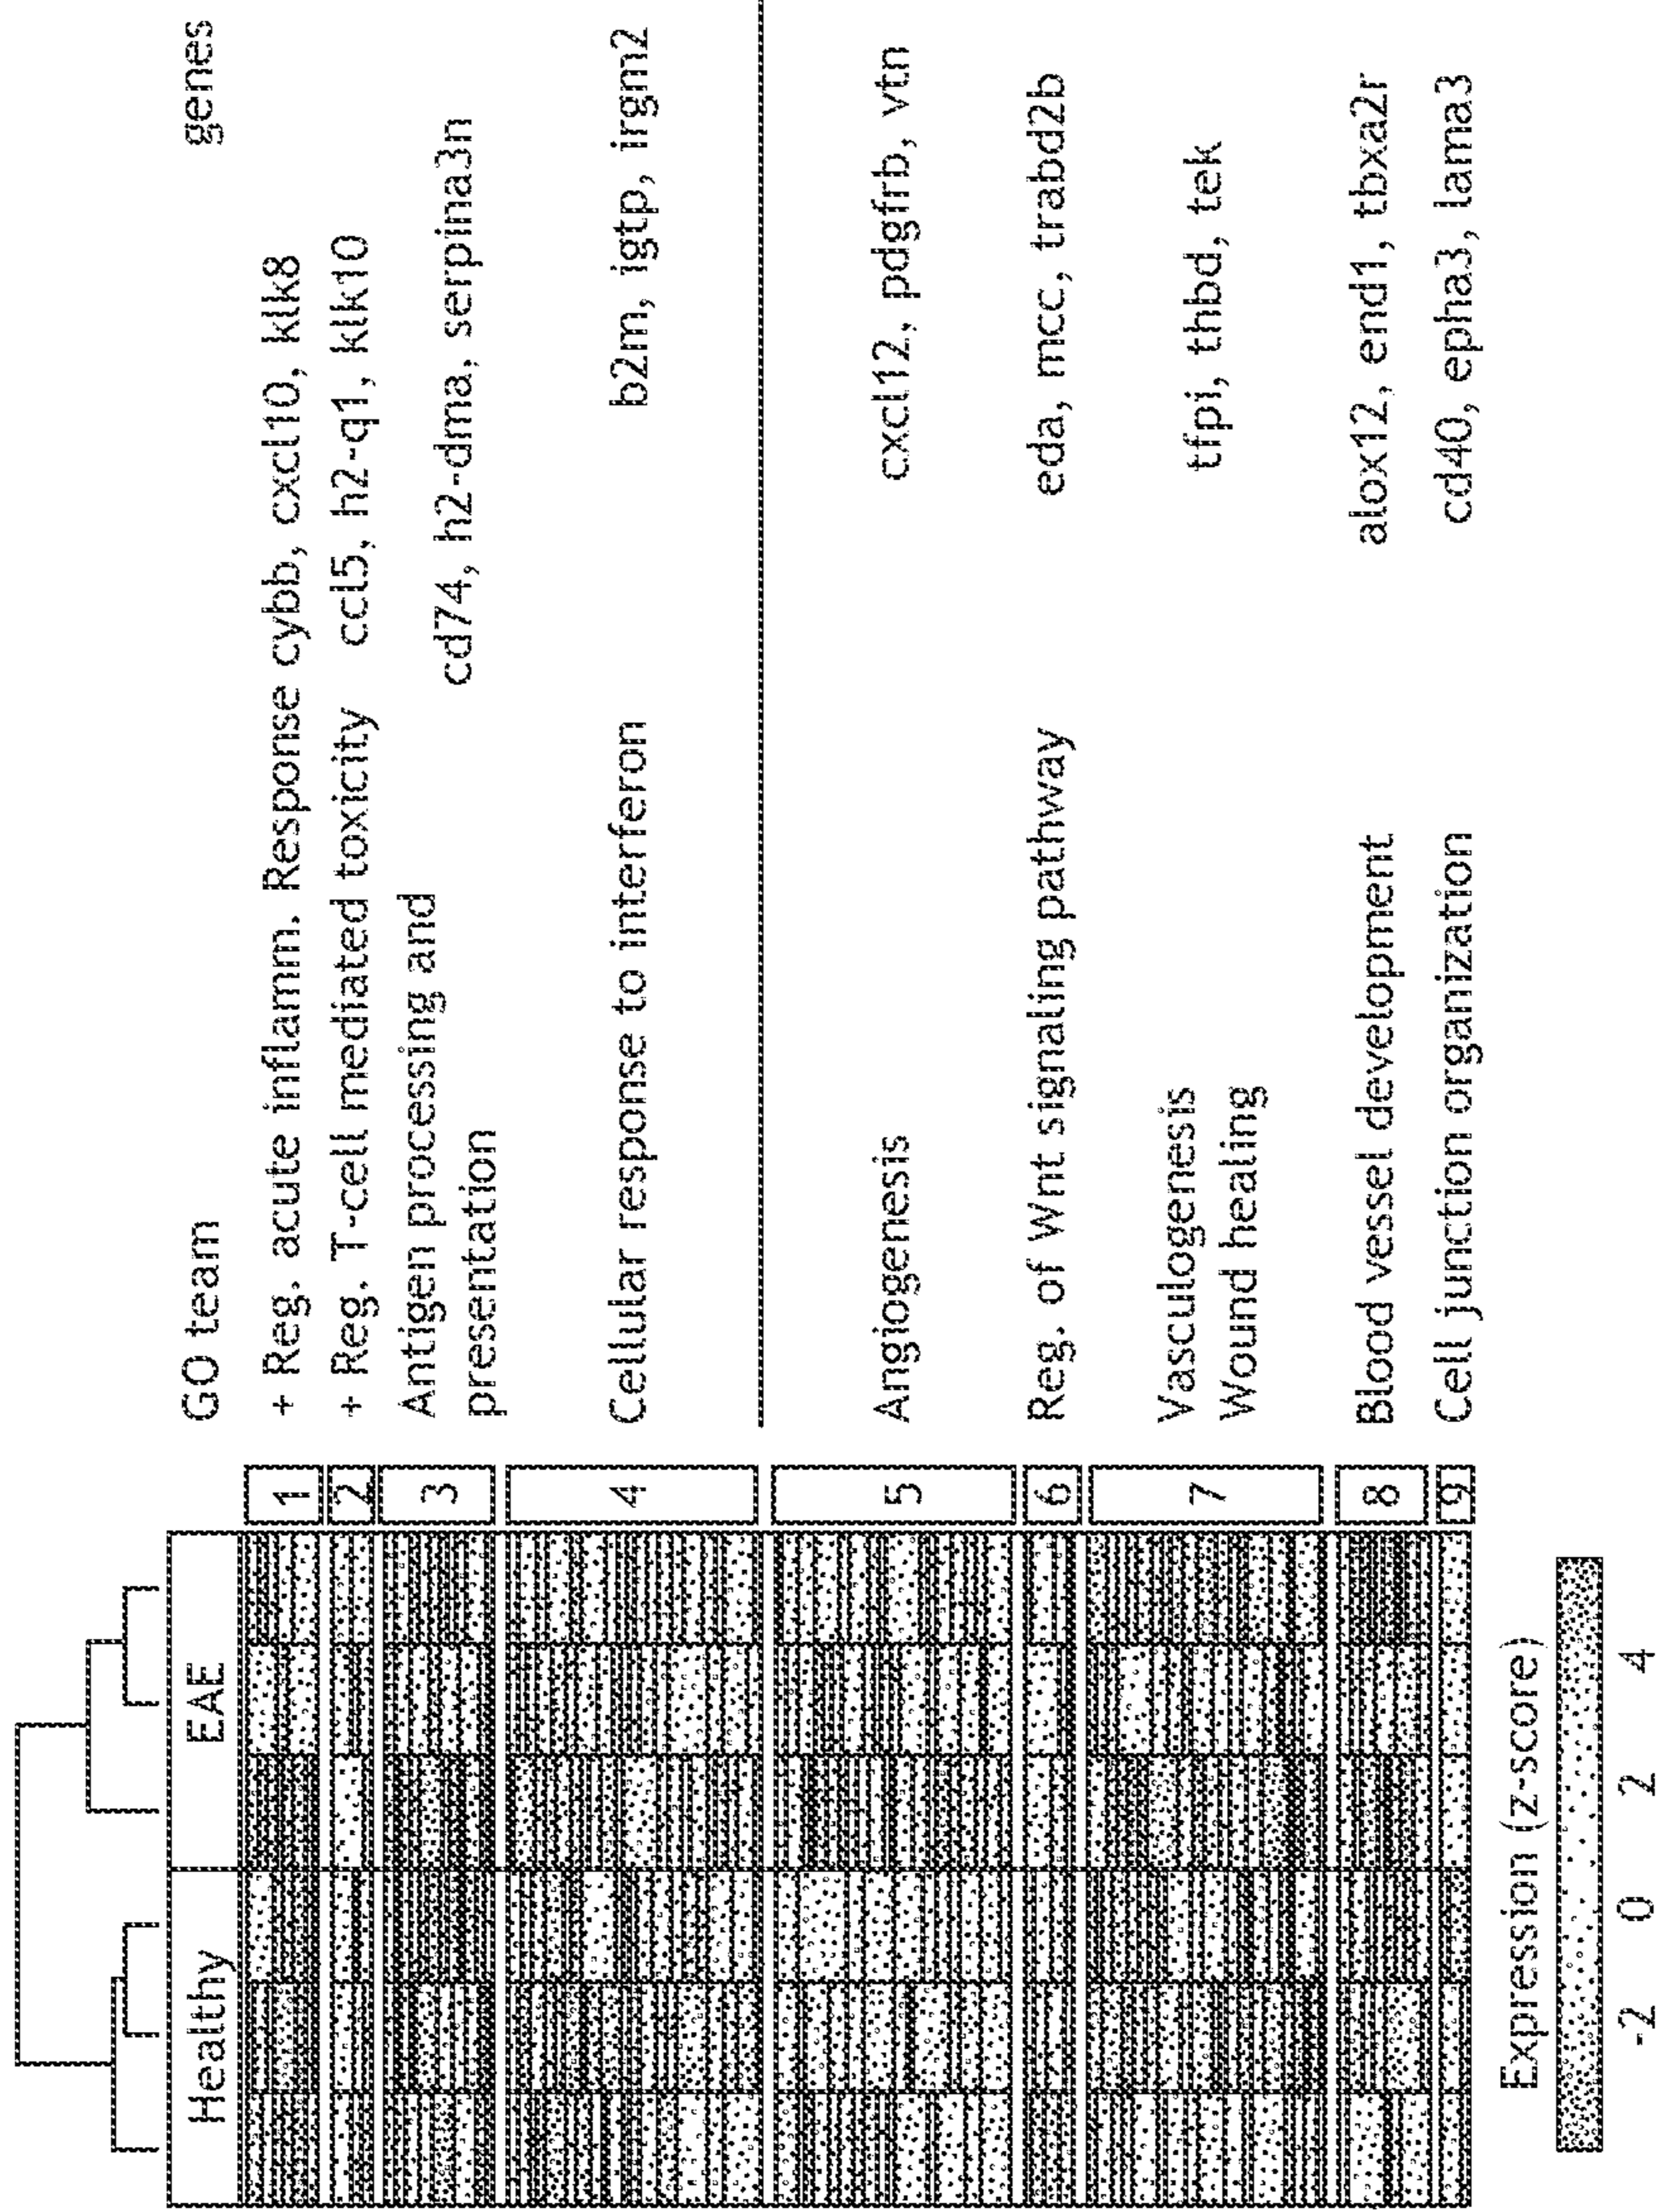 GO team genes
Healthy EAE
1 + Reg. acute inflamm. Response cybb, cxcl10, klk8
2 + Reg. T-cell mediated toxicity ccl5, h2-q1, klk10
3 Antigen processing and
presentation cd74, h2-dma, serpina3n
4 Cellular response to interferon b2m, igtp, irgm2
5 Angiogenesis cxcl12, pdgfrb, vtn
6 Reg. of Wnt signaling pathway eda, mcc, trabd2b
7 Vasculogenesis
Wound healing tfpi, thbd, tek
8 Blood vessel development alox12, end1, tbxa2r
9 Cell junction organization cd40, epha3, lama3
Expression (z-score)
-2 0 2 4